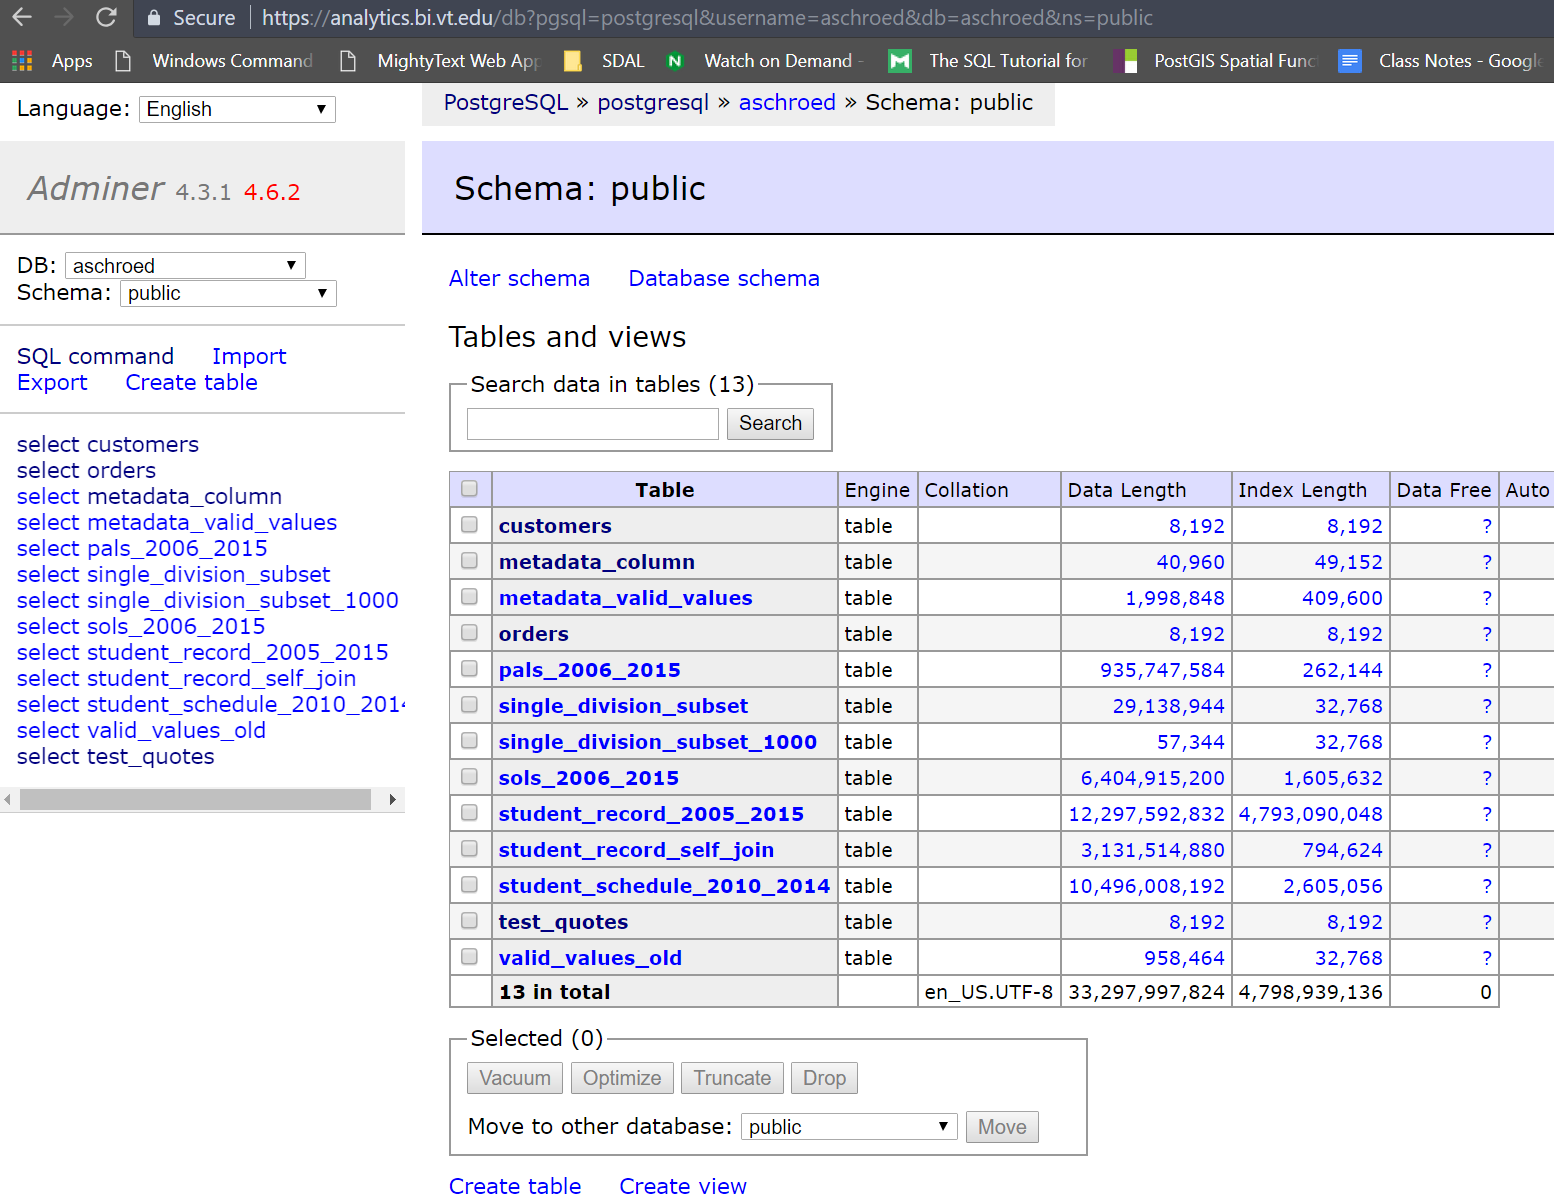 Secure https://analytics.bi.vt.edu/db?pgsql=postgresql&username=aschroed&db=aschroed&ns=public
Apps Windows Command MightyText Web App SDAL Watch on Demand - The SQL Tutorial for PostGIS Spatial Func Class Notes - Google
Language: English
PostgreSQL » postgresql » aschroed » Schema: public
Adminer 4.3.1 4.6.2
Schema: public
DB: aschroed
Schema: public
SQL command Import
Export Create table
select customers
select orders
select metadata_column
select metadata_valid_values
select pals_2006_2015
select single_division_subset
select single_division_subset_1000
select sols_2006_2015
select student_record_2005_2015
select student_record_self_join
select student_schedule_2010_2014
select valid_values_old
select test_quotes
Alter schema Database schema
Tables and views
Search data in tables (13)
Search
Table Engine Collation Data Length Index Length Data Free Auto
customers table 8,192 8,192 ?
metadata_column table 40,960 49,152 ?
metadata_valid_values table 1,998,848 409,600 ?
orders table 8,192 8,192 ?
pals_2006_2015 table 935,747,584 262,144 ?
single_division_subset table 29,138,944 32,768 ?
single_division_subset_1000 table 57,344 32,768 ?
sols_2006_2015 table 6,404,915,200 1,605,632 ?
student_record_2005_2015 table 12,297,592,832 4,793,090,048 ?
student_record_self_join table 3,131,514,880 794,624 ?
student_schedule_2010_2014 table 10,496,008,192 2,605,056 ?
test_quotes table 8,192 8,192 ?
valid_values_old table 958,464 32,768 ?
13 in total en_US.UTF-8 33,297,997,824 4,798,939,136 0
Selected (0)
Vacuum Optimize Truncate Drop
Move to other database: public Move
Create table Create view